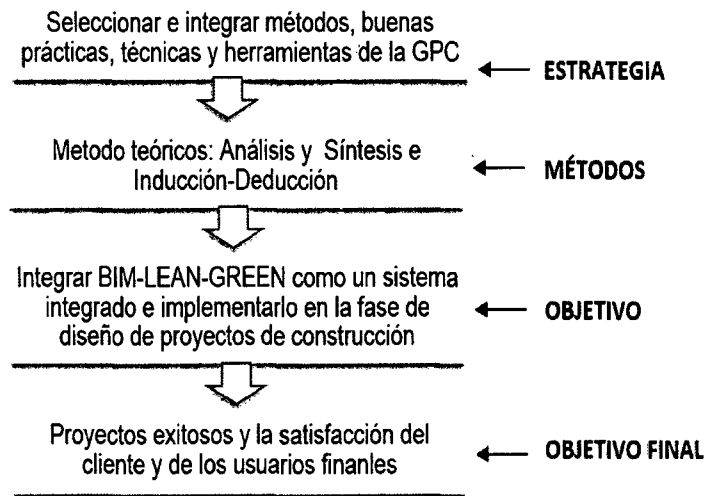 Seleccionar e integrar métodos, buenas
prácticas, técnicas y herramientas de la GPC
ESTRATEGIA
Metodo teóricos: Análisis y Síntesis e
Inducción-Deducción
MÉTODOS
Integrar BIM-LEAN-GREEN como un sistema
integrado e implementarlo en la fase de
diseño de proyectos de construcción
OBJETIVO
Proyectos exitosos y la satisfacción del
cliente y de los usuarios finanles
OBJETIVO FINAL